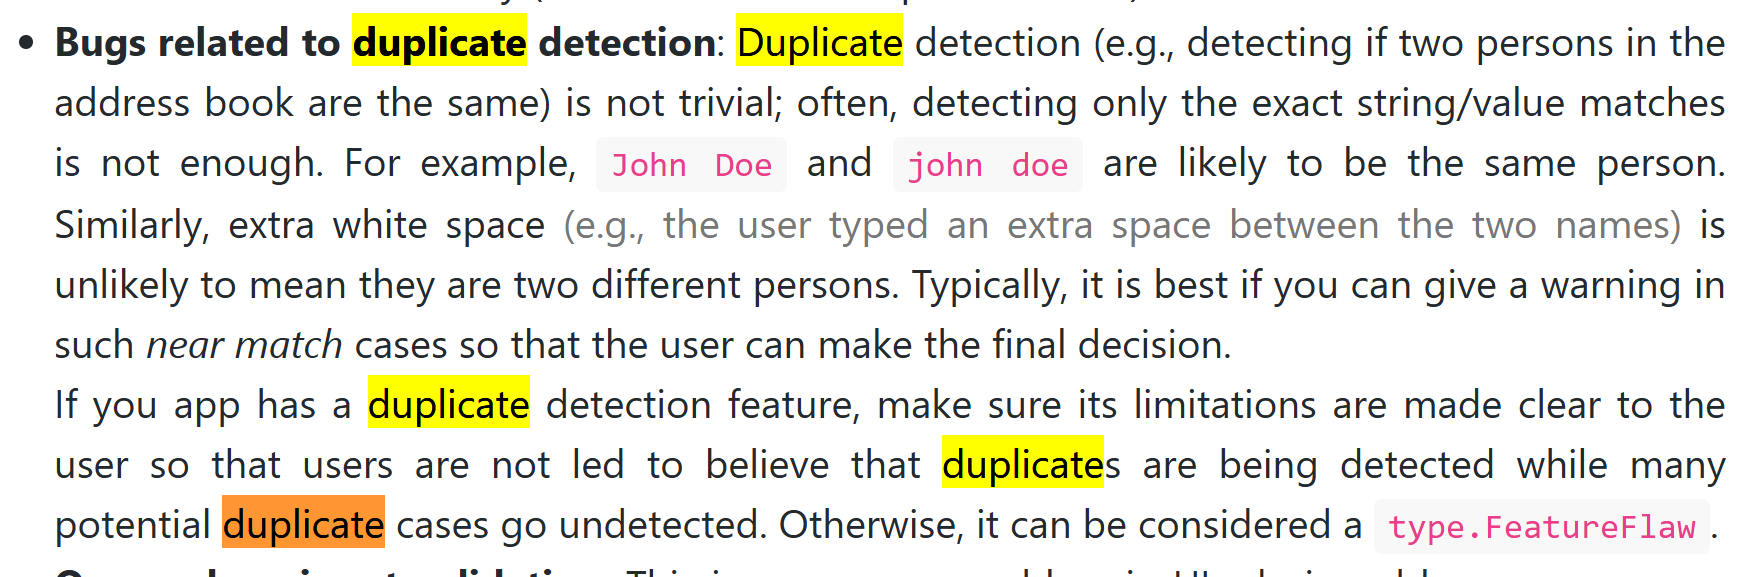 • Bugs related to duplicate detection: Duplicate detection (e.g., detecting if two persons in the
address book are the same) is not trivial; often, detecting only the exact string/value matches
is not enough. For example, John Doe and john doe are likely to be the same person.
Similarly, extra white space (e.g., the user typed an extra space between the two names) is
unlikely to mean they are two different persons. Typically, it is best if you can give a warning in
such near match cases so that the user can make the final decision.
If you app has a duplicate detection feature, make sure its limitations are made clear to the
user so that users are not led to believe that duplicates are being detected while many
potential duplicate cases go undetected. Otherwise, it can be considered a type.FeatureFlaw.